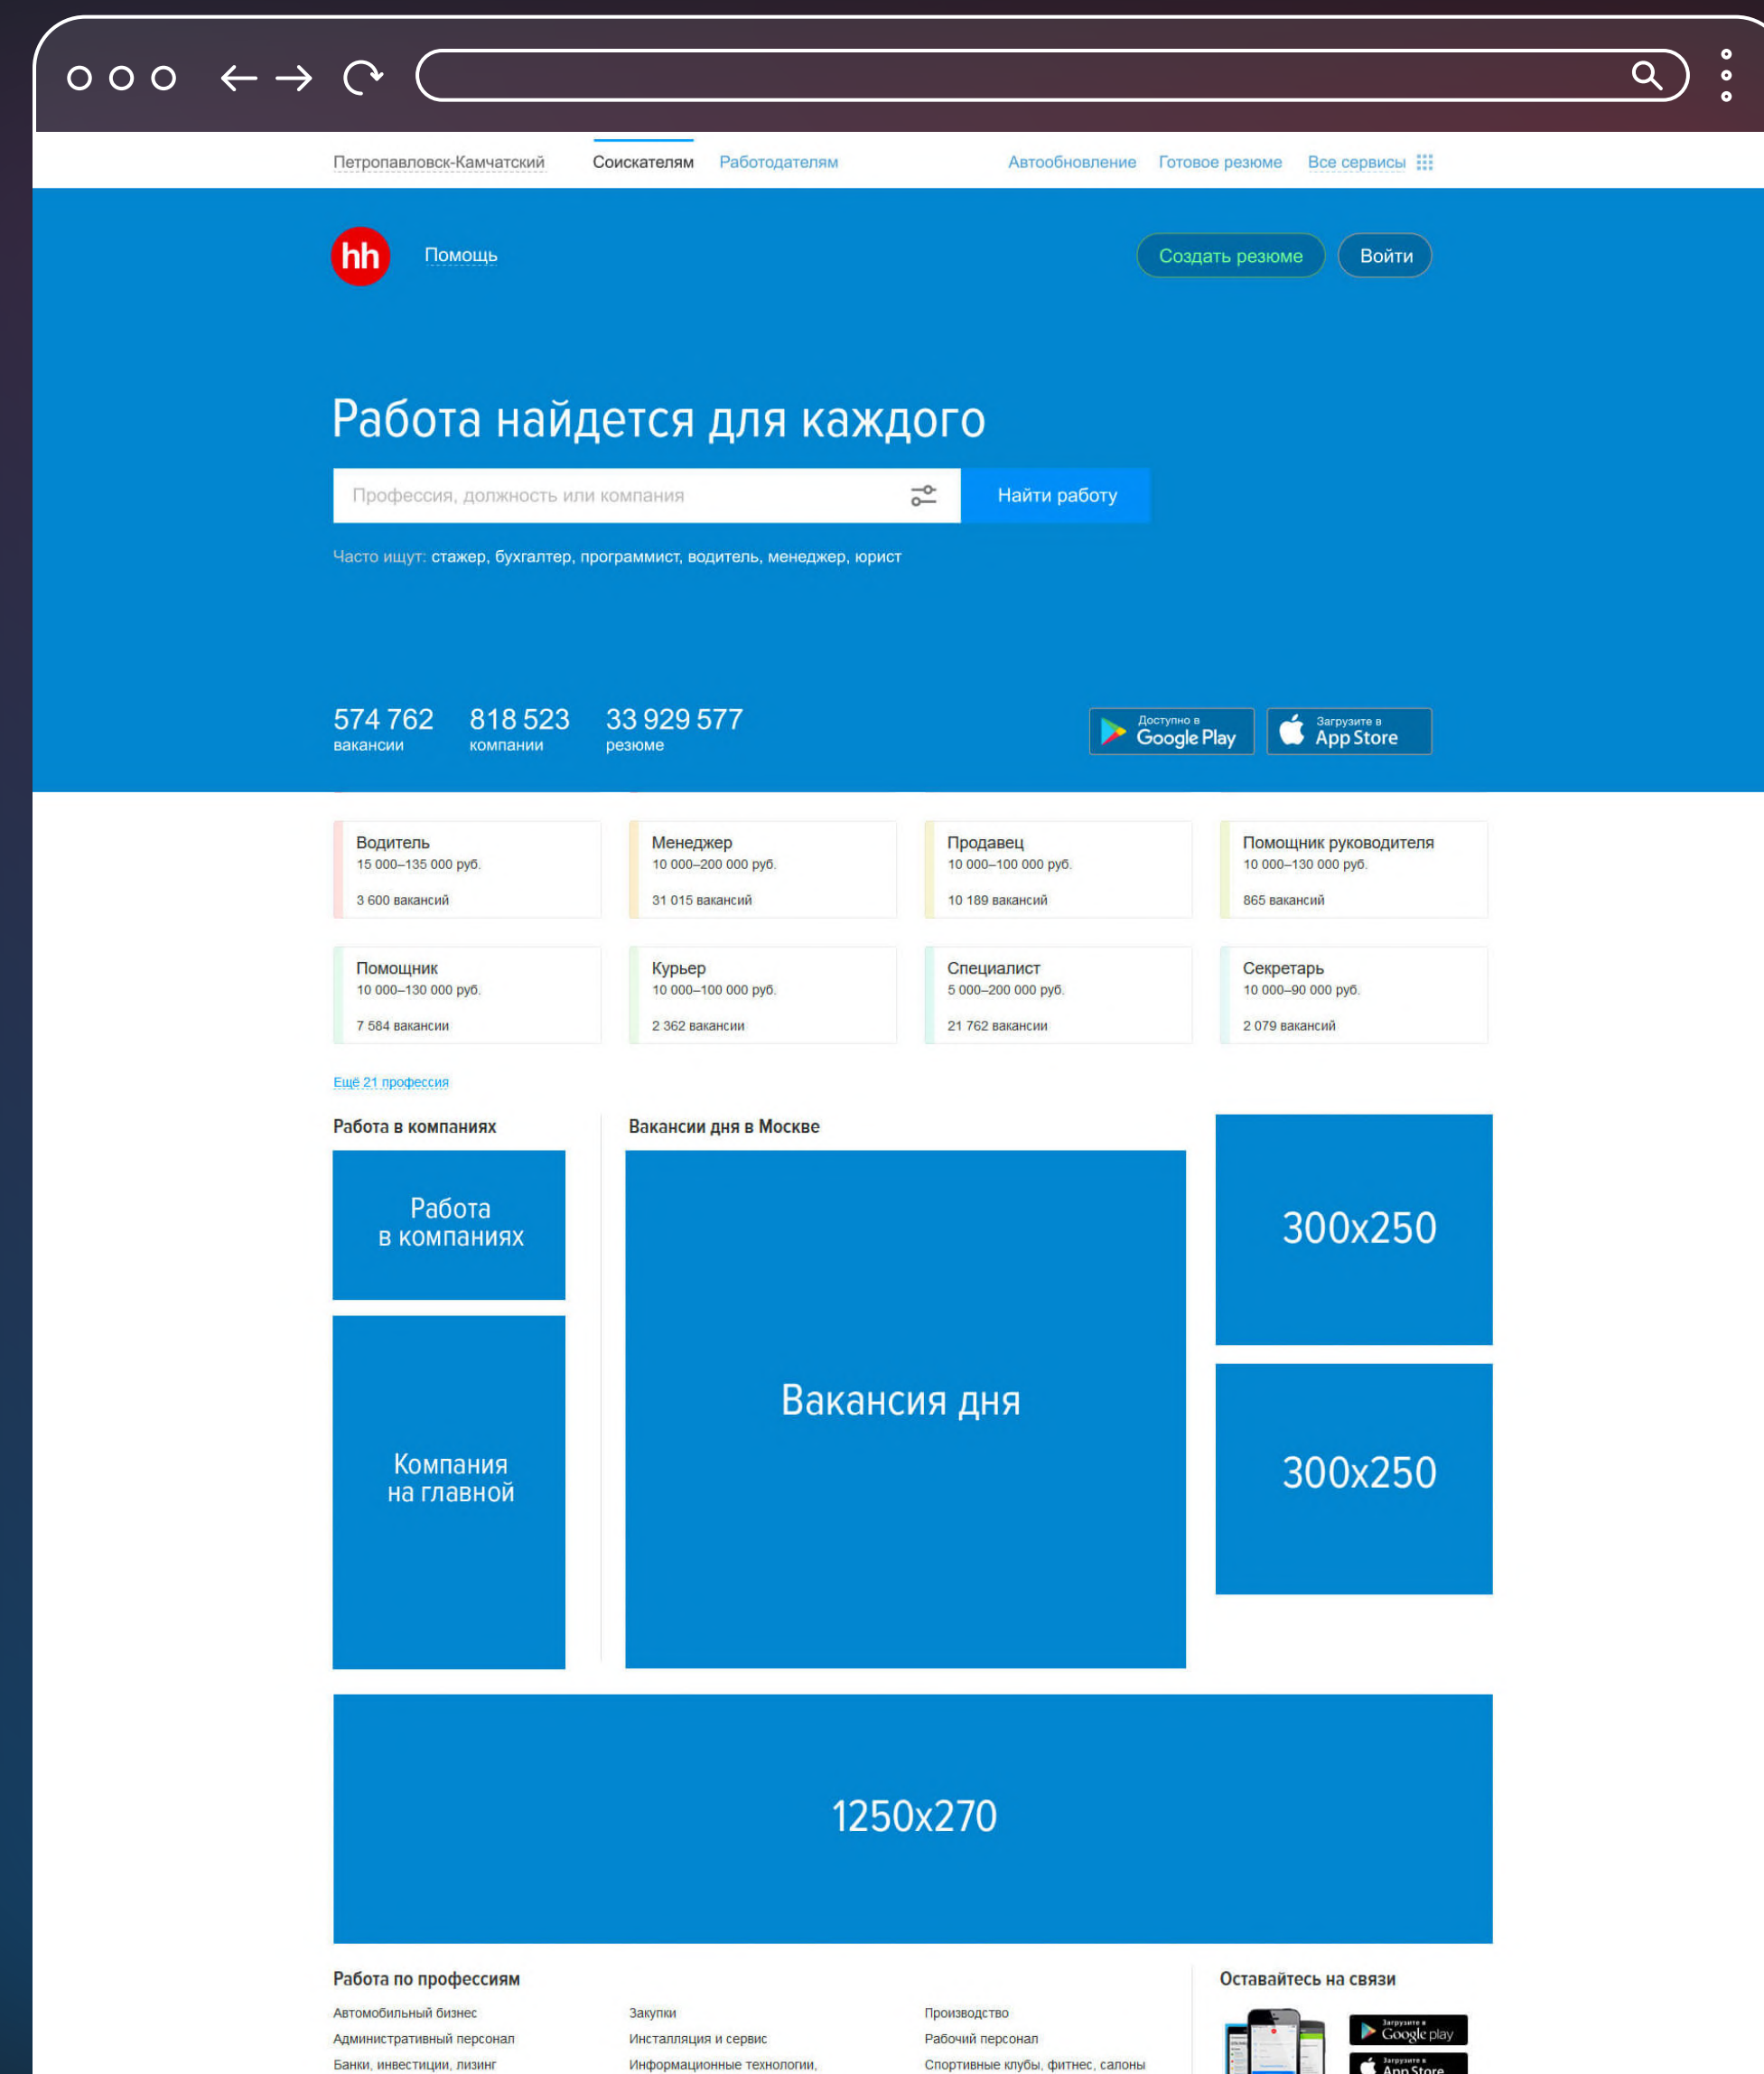 Петропавловск-Камчатский Соискателям Работодателям Автообновление Готовое резюме Все сервисы
hh Помощь Создать резюме Войти
Работа найдется для каждого
Профессия, должность или компания Найти работу
Часто ищут: стажер, бухгалтер, программист, водитель, менеджер, юрист
574 762 818 523 33 929 577
вакансии компании резюме
Доступно в
Google Play
Загрузите в
App Store
Водитель
15 000–135 000 руб.
3 600 вакансий
Менеджер
10 000–200 000 руб.
31 015 вакансий
Продавец
10 000–100 000 руб.
10 189 вакансий
Помощник руководителя
10 000–130 000 руб.
865 вакансий
Помощник
10 000–130 000 руб.
7 584 вакансии
Курьер
10 000–100 000 руб.
2 362 вакансии
Специалист
5 000–200 000 руб.
21 762 вакансии
Секретарь
10 000–90 000 руб.
2 079 вакансий
Ещё 21 профессия
Работа в компаниях
Работа
в компаниях
Компания
на главной
Вакансии дня в Москве
Вакансия дня
300x250
300x250
1250x270
Работа по профессиям
Автомобильный бизнес
Административный персонал
Банки, инвестиции, лизинг
Закупки
Инсталляция и сервис
Информационные технологии,
Производство
Рабочий персонал
Спортивные клубы, фитнес, салоны
Оставайтесь на связи
Загрузите в
Google play
Загрузите в
App Store